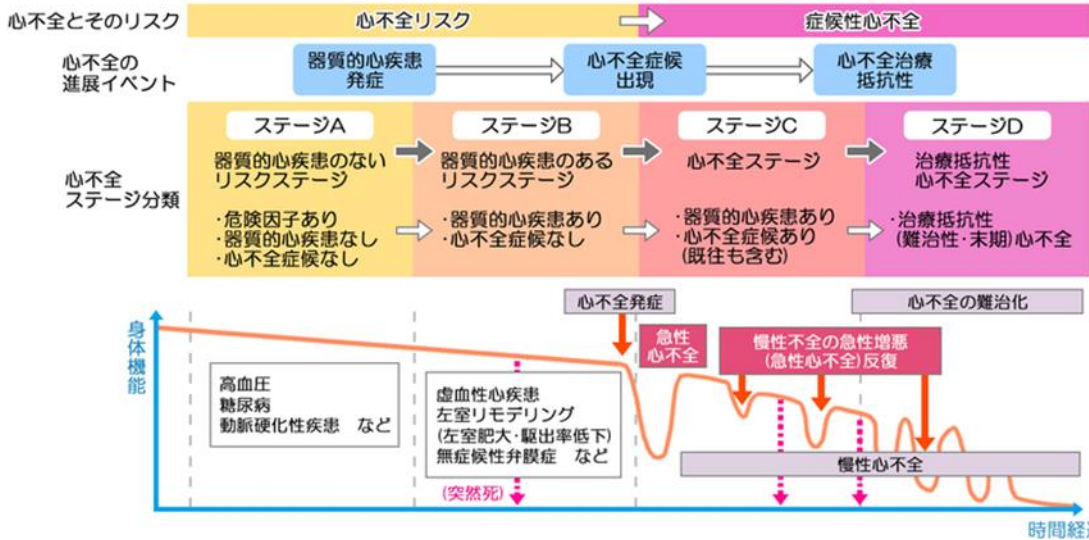 心不全とそのリスク
心不全リスク
症候性心不全
心不全の
進展イベント
器質的心疾患
発症
心不全症候
出現
心不全治療
抵抗性
心不全
ステージ分類
ステージA
器質的心疾患のない
リスクステージ
・危険因子あり
・器質的心疾患なし
・心不全症候なし
ステージB
器質的心疾患のある
リスクステージ
・器質的心疾患あり
・心不全症候なし
ステージC
心不全ステージ
・器質的心疾患あり
・心不全症候あり
(既往も含む)
ステージD
治療抵抗性
心不全ステージ
・治療抵抗性
(難治性・末期)心不全
身体機能
心不全発症
心不全の難治化
急性
心不全
慢性不全の急性増悪
(急性心不全)反復
高血圧
糖尿病
動脈硬化性疾患 など
虚血性心疾患
左室リモデリング
(左室肥大・駆出率低下)
無症候性弁膜症 など
慢性心不全
(突然死)
時間経